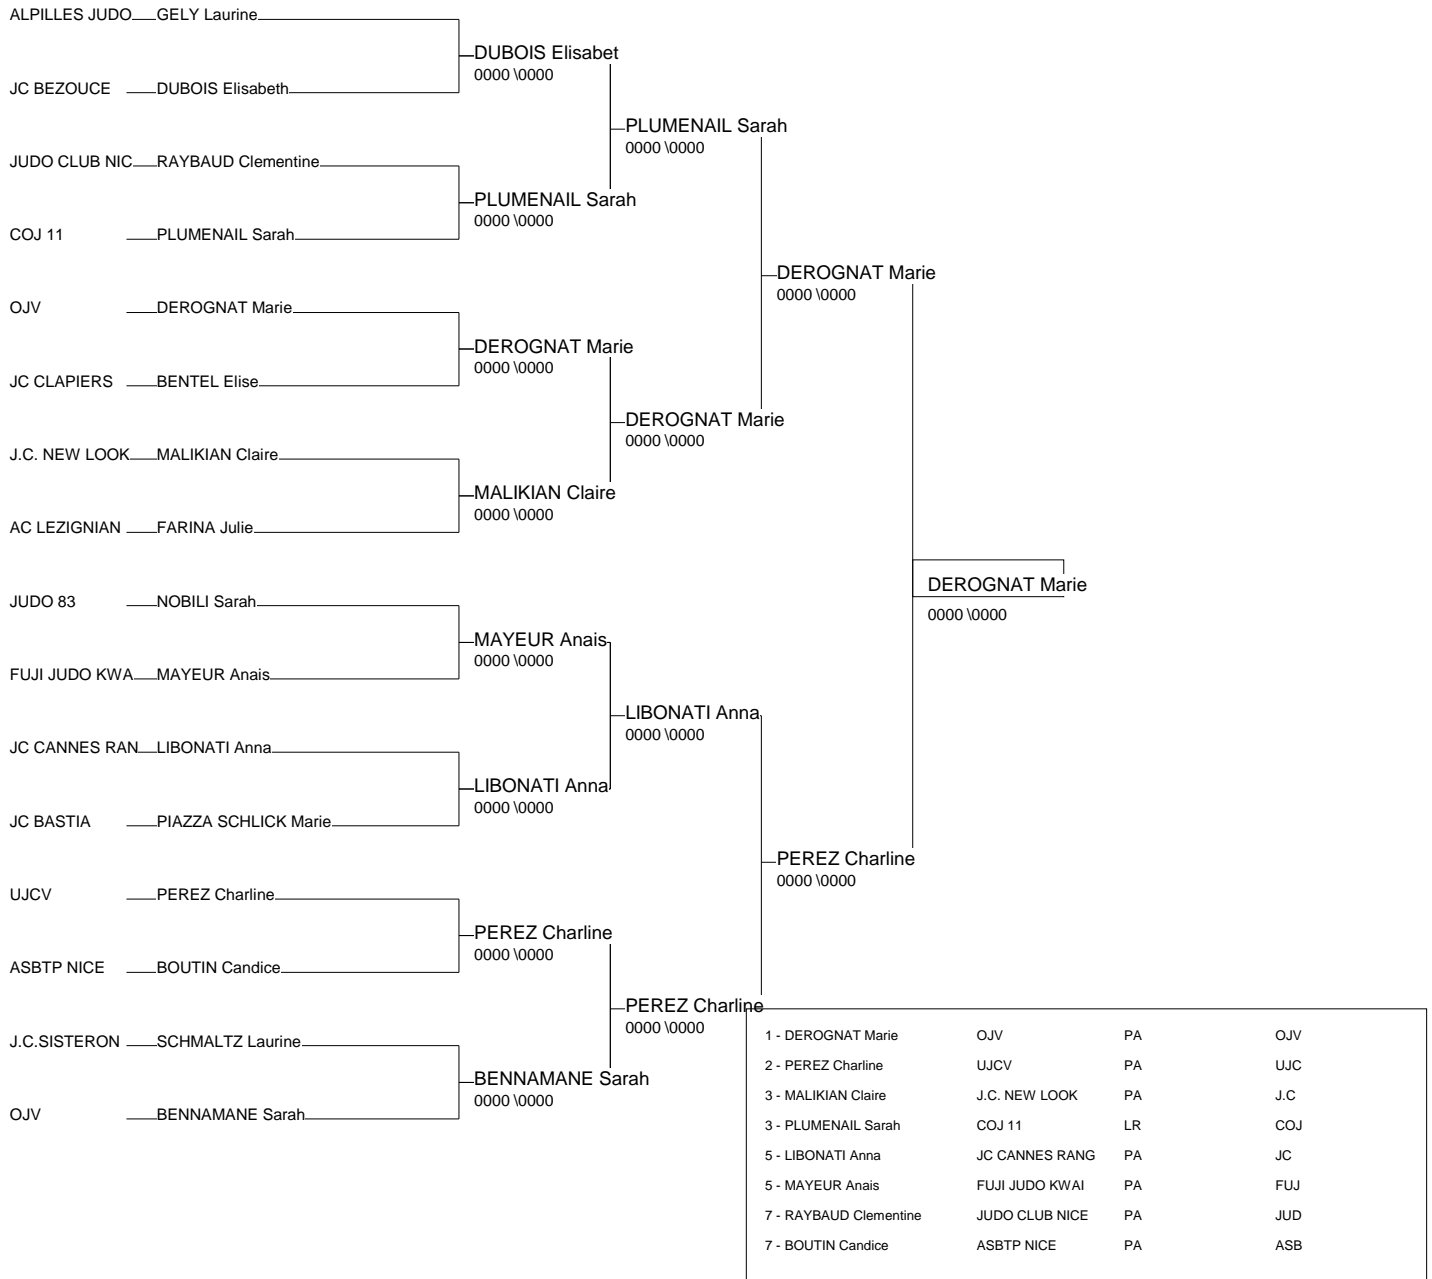 ALPILLES JUDO GELY Laurine
DUBOIS Elisabet
0000 \0000
JC BEZOUCE DUBOIS Elisabeth
PLUMENAIL Sarah
0000 \0000
JUDO CLUB NIC RAYBAUD Clementine
PLUMENAIL Sarah
0000 \0000
COJ 11 PLUMENAIL Sarah
DEROGNAT Marie
0000 \0000
OJV DEROGNAT Marie
DEROGNAT Marie
0000 \0000
JC CLAPIERS BENTEL Elise
DEROGNAT Marie
0000 \0000
J.C. NEW LOOK MALIKIAN Claire
MALIKIAN Claire
0000 \0000
AC LEZIGNIAN FARINA Julie
DEROGNAT Marie
0000 \0000
JUDO 83 NOBILI Sarah
MAYEUR Anais
0000 \0000
FUJI JUDO KWA MAYEUR Anais
LIBONATI Anna
0000 \0000
JC CANNES RAN LIBONATI Anna
LIBONATI Anna
0000 \0000
JC BASTIA PIAZZA SCHLICK Marie
PEREZ Charline
0000 \0000
UJCV PEREZ Charline
PEREZ Charline
0000 \0000
ASBTP NICE BOUTIN Candice
PEREZ Charline
0000 \0000
J.C.SISTERON SCHMALTZ Laurine
BENNAMANE Sarah
0000 \0000
OJV BENNAMANE Sarah
1 - DEROGNAT Marie OJV PA OJV
2 - PEREZ Charline UJCV PA UJC
3 - MALIKIAN Claire J.C. NEW LOOK PA J.C
3 - PLUMENAIL Sarah COJ 11 LR COJ
5 - LIBONATI Anna JC CANNES RANG PA JC
5 - MAYEUR Anais FUJI JUDO KWAI PA FUJ
7 - RAYBAUD Clementine JUDO CLUB NICE PA JUD
7 - BOUTIN Candice ASBTP NICE PA ASB